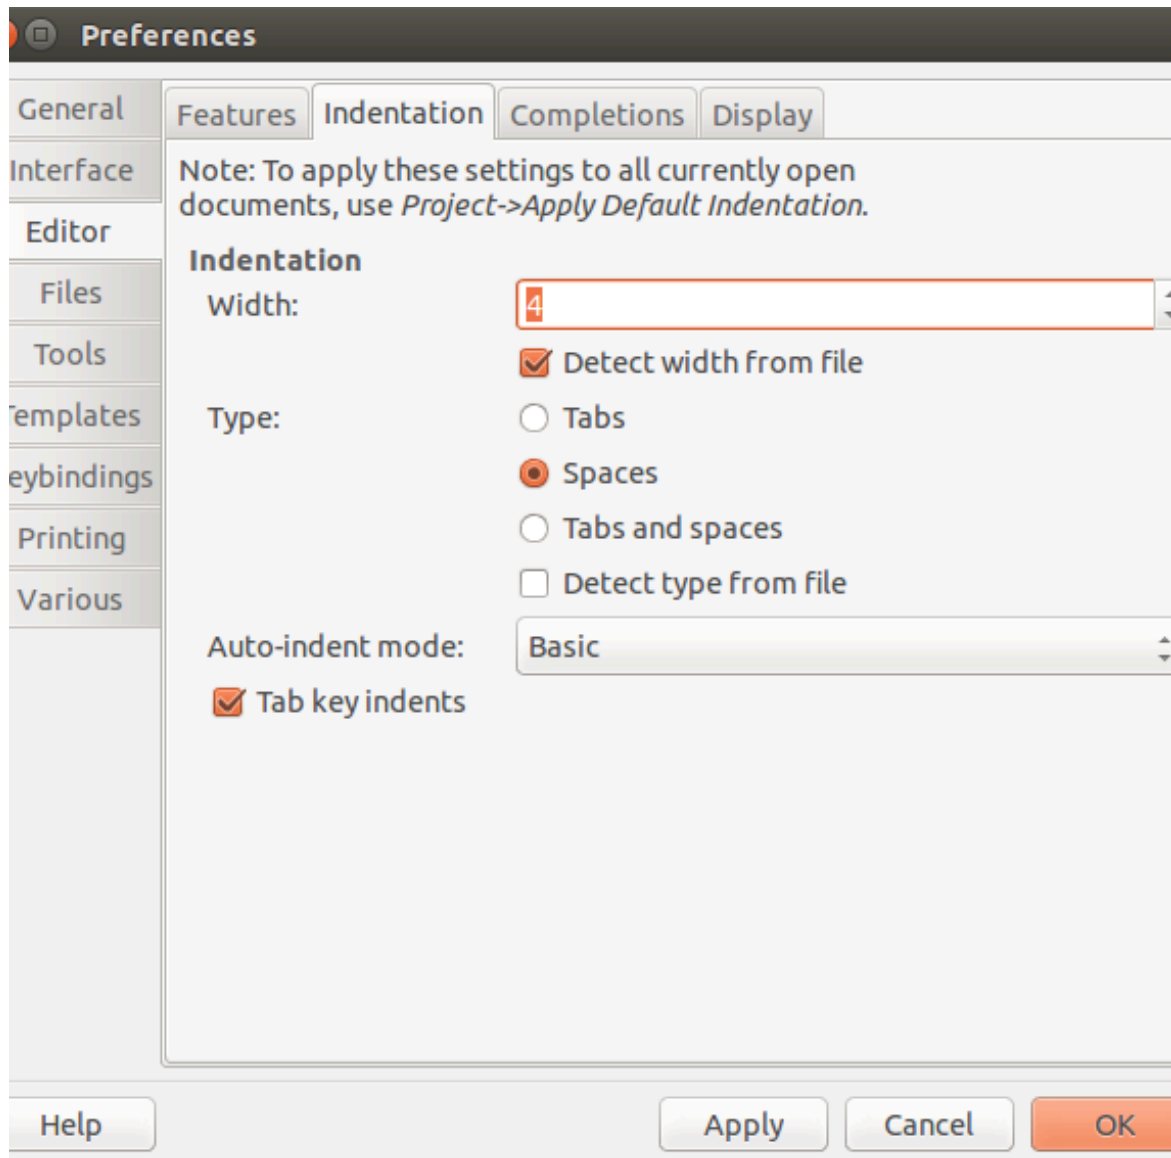 Preferences
General
Interface
Editor
Files
Tools
Templates
eybindings
Printing
Various
Features Indentation Completions Display
Note: To apply these settings to all currently open
documents, use Project->Apply Default Indentation.
Indentation
Width: 4
Detect width from file
Type: Tabs
Spaces
Tabs and spaces
Detect type from file
Auto-indent mode: Basic
Tab key indents
Help Apply Cancel OK